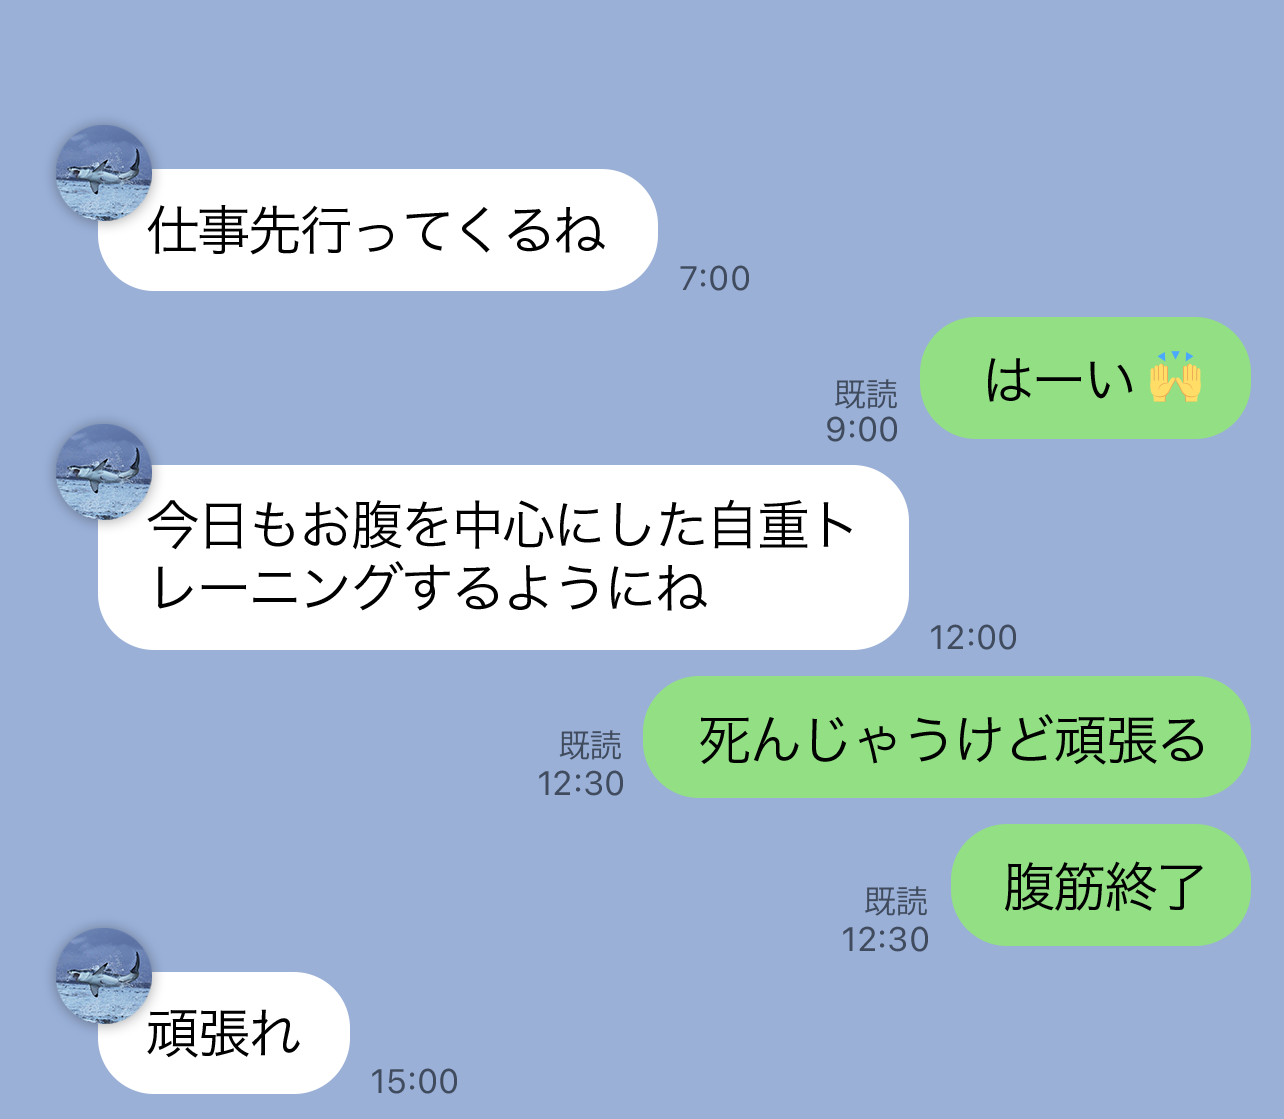 仕事先行ってくるね
7:00
はーい🙌
既読
9:00
今日もお腹を中心にした自重ト
レーニングするようにね
12:00
死んじゃうけど頑張る
既読
12:30
腹筋終了
既読
12:30
頑張れ
15:00